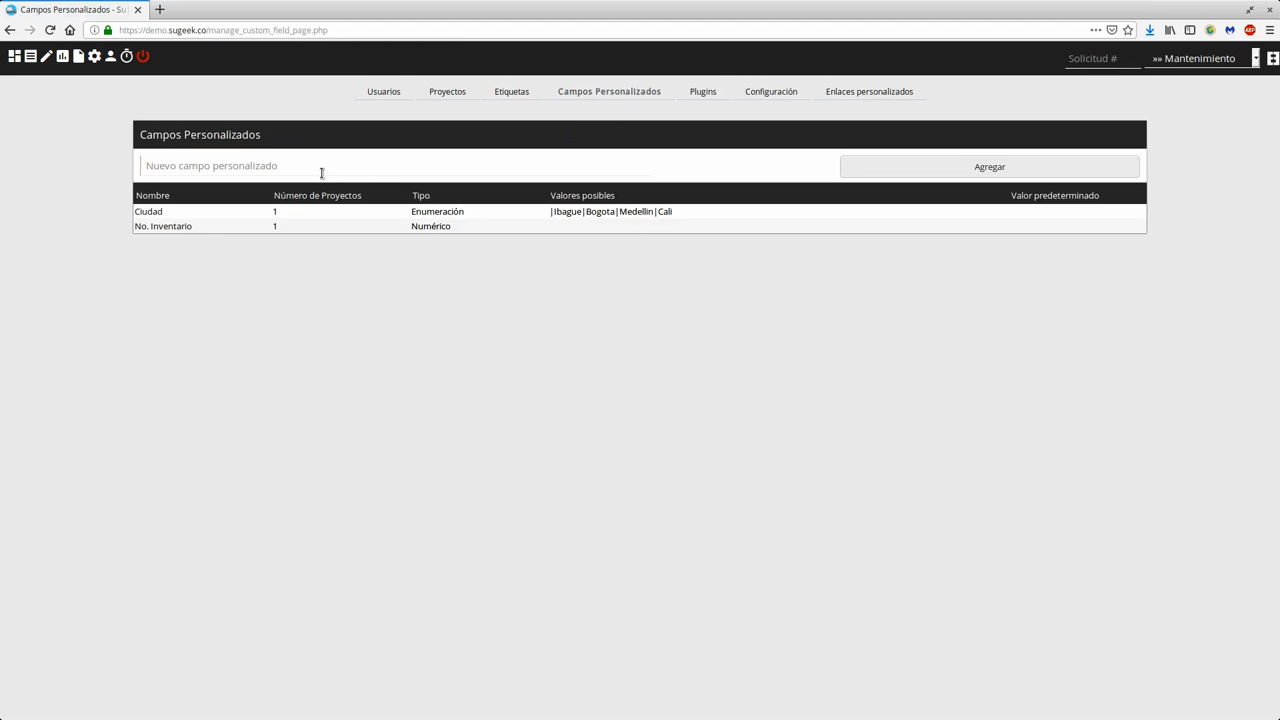 Campos Personalizados - Su
https://demo.sugeek.co/manage_custom_field_page.php
ABP
Solicitud #
»» Mantenimiento
Usuarios Proyectos Etiquetas Campos Personalizados Plugins Configuración Enlaces personalizados
Campos Personalizados
Nuevo campo personalizado Agregar
Nombre Número de Proyectos Tipo Valores posibles Valor predeterminado
Ciudad 1 Enumeración |Ibague|Bogota|Medellin|Cali
No. Inventario 1 Numérico